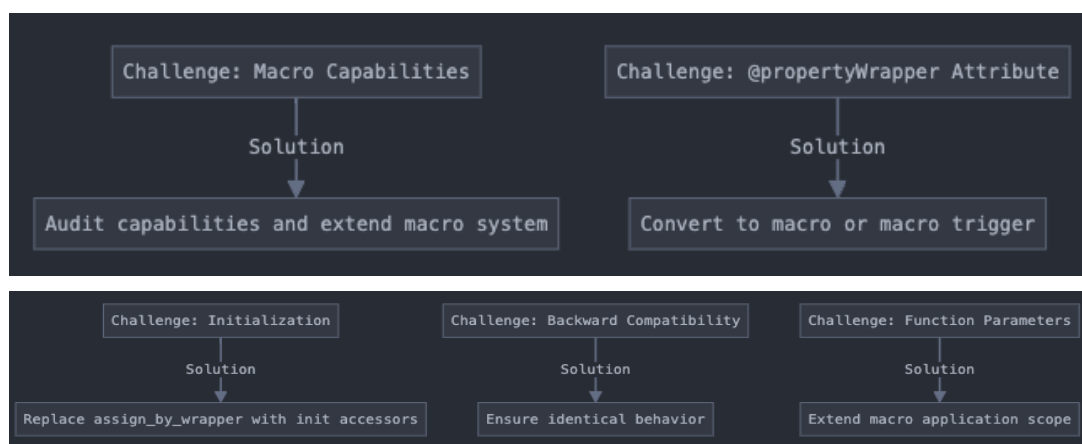 Challenge: Macro Capabilities
Challenge: @propertyWrapper Attribute
Solution
Solution
Audit capabilities and extend macro system
Convert to macro or macro trigger
Challenge: Initialization
Challenge: Backward Compatibility
Challenge: Function Parameters
Solution
Solution
Solution
Replace assign_by_wrapper with init accessors
Ensure identical behavior
Extend macro application scope